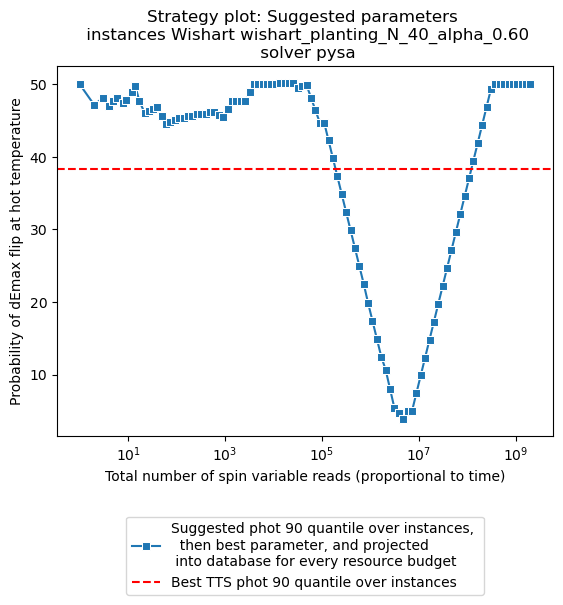 Strategy plot: Suggested parameters
instances Wishart wishart_planting_N_40_alpha_0.60
solver pysa
Probability of dEmax flip at hot temperature
50
40
30
20
10
10^1
10^3
10^5
10^7
10^9
Total number of spin variable reads (proportional to time)
Suggested phot 90 quantile over instances,
then best parameter, and projected
into database for every resource budget
Best TTS phot 90 quantile over instances